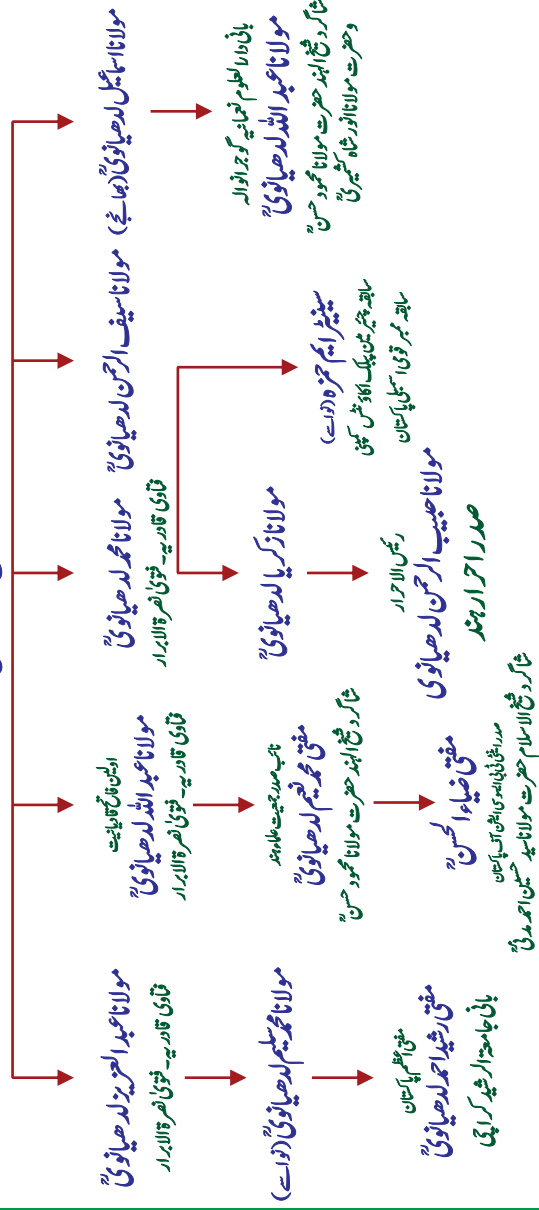 مولانا اسماعیل لدھیانویؒ (بھانجے)
بانی دارالعلوم نعمانیہ گوجرانوالہ
مولانا عبد اللہ لدھیانویؒ
شاگرد شیخ الہند حضرت مولانا محمود حسنؒ
و حضرت مولانا انور شاہ کشمیریؒ
مولانا سیف الرحمن لدھیانویؒ
مولانا محمد لدھیانویؒ
فتاویٰ قادریہ۔ فتویٰ نصرۃ الابرار
سینیٹر ایم حمزہ (نواسے)
سابقہ چیئرمین پبلک اکاؤنٹس کمیٹی
سابقہ ممبر قومی اسمبلی پاکستان
مولانا زکریا لدھیانویؒ
رئیس الاحرار
مولانا حبیب الرحمن لدھیانوی
صدر احرار ہند
اولین فاتح قادیانیت
مولانا عبد اللہ لدھیانویؒ
فتاویٰ قادریہ۔ فتویٰ نصرۃ الابرار
نائب صدر جمعیت علماء ہند
مفتی محمد نعیم لدھیانویؒ
شاگرد شیخ الہند حضرت مولانا محمود حسنؒ
مفتی ضیاء الحسنؒ
شاگرد شیخ الاسلام حضرت مولانا سید حسین احمد مدنیؒ
مولانا عبد العزیز لدھیانویؒ
فتاویٰ قادریہ۔ فتویٰ نصرۃ الابرار
مولانا محمد سلیم لدھیانویؒ (نواسے)
مفتی اعظم پاکستان
مفتی رشید احمد لدھیانویؒ
بانی جامعۃ الرشید کراچی